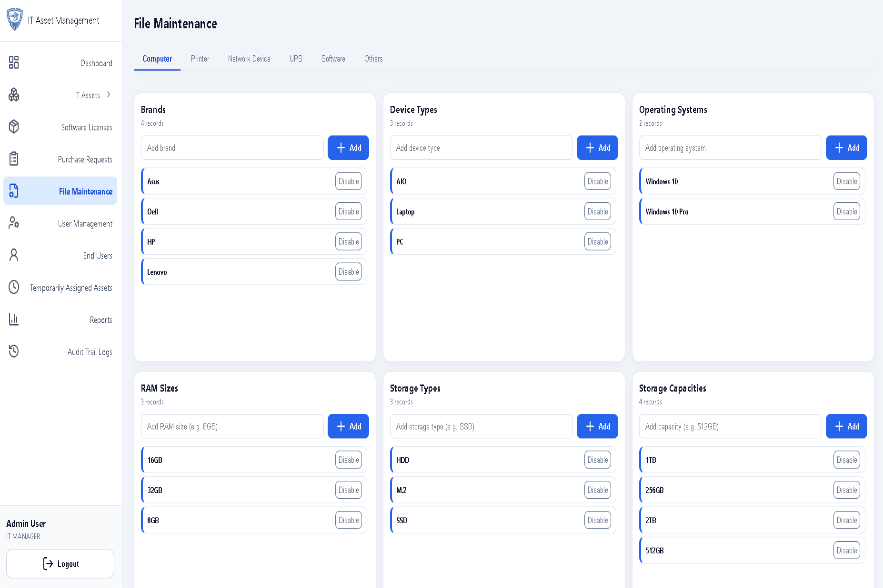 IT Asset Management
Dashboard
IT Assets
Software Licenses
Purchase Requests
File Maintenance
User Management
End Users
Temporarily Assigned Assets
Reports
Audit Trail Logs
Admin User
IT MANAGER
Logout
File Maintenance
Computer Printer Network Device UPS Software Others
Brands
4 records
Add brand Add
Asus Disable
Dell Disable
HP Disable
Lenovo Disable
Device Types
3 records
Add device type Add
AIO Disable
Laptop Disable
PC Disable
Operating Systems
2 records
Add operating system Add
Windows 10 Disable
Windows 10 Pro Disable
RAM Sizes
3 records
Add RAM size (e.g. 8GB) Add
16GB Disable
32GB Disable
8GB Disable
Storage Types
3 records
Add storage type (e.g. SSD) Add
HDD Disable
M.2 Disable
SSD Disable
Storage Capacities
4 records
Add capacity (e.g. 512GB) Add
1TB Disable
256GB Disable
2TB Disable
512GB Disable